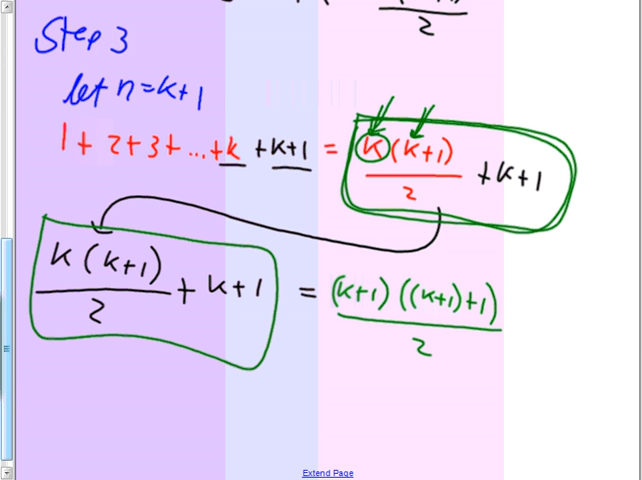 2
Step 3
let n=k+1
1+2+3+...+k+k+1 = k(k+1)/2 +k+1
k(k+1)/2 + k+1 = (k+1)((k+1)+1)/2
Extend Page